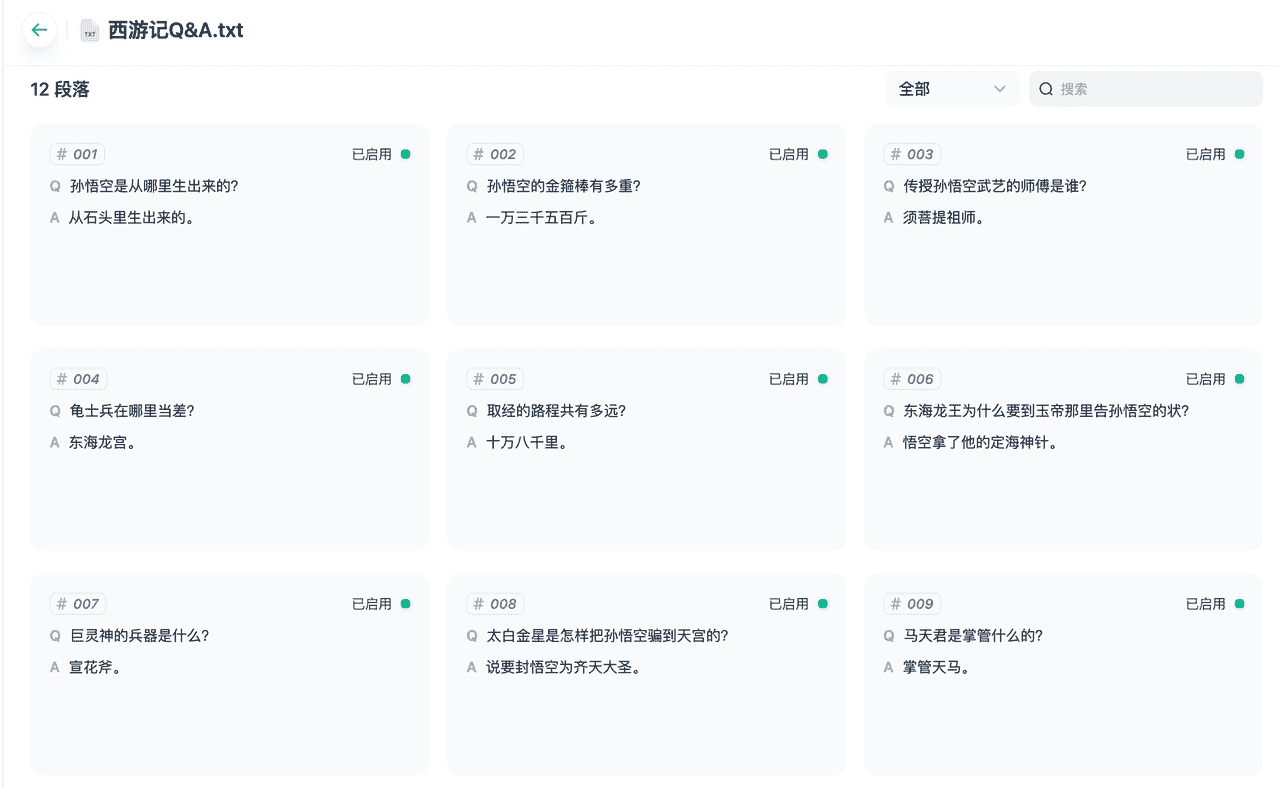 TXT 西游记Q&A.txt
12 段落 全部 搜索
# 001 已启用
Q 孙悟空是从哪里生出来的?
A 从石头里生出来的。
# 002 已启用
Q 孙悟空的金箍棒有多重?
A 一万三千五百斤。
# 003 已启用
Q 传授孙悟空武艺的师傅是谁?
A 须菩提祖师。
# 004 已启用
Q 龟士兵在哪里当差?
A 东海龙宫。
# 005 已启用
Q 取经的路程共有多远?
A 十万八千里。
# 006 已启用
Q 东海龙王为什么要到玉帝那里告孙悟空的状?
A 悟空拿了他的定海神针。
# 007 已启用
Q 巨灵神的兵器是什么?
A 宣花斧。
# 008 已启用
Q 太白金星是怎样把孙悟空骗到天宫的?
A 说要封悟空为齐天大圣。
# 009 已启用
Q 马天君是掌管什么的?
A 掌管天马。